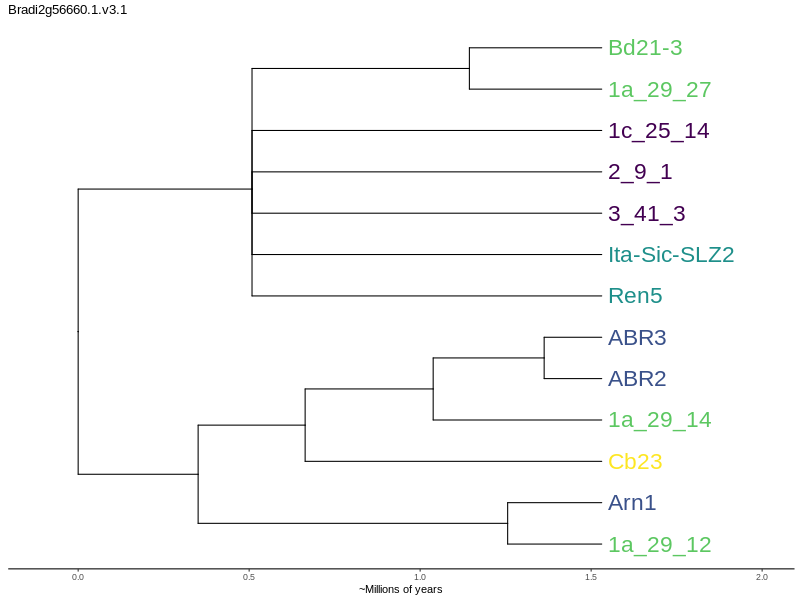 Bradi2g56660.1.v3.1
Bd21-3
1a_29_27
1c_25_14
2_9_1
3_41_3
Ita-Sic-SLZ2
Ren5
ABR3
ABR2
1a_29_14
Cb23
Arn1
1a_29_12
0.0 0.5 1.0 1.5 2.0
~Millions of years